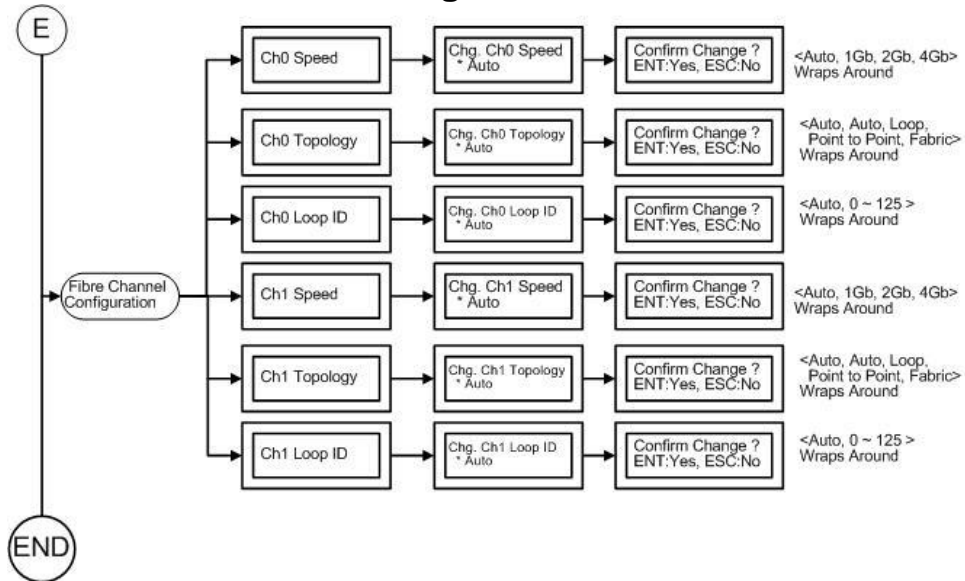 E
Ch0 Speed
Chg. Ch0 Speed
* Auto
Confirm Change ?
ENT:Yes, ESC:No
<Auto, 1Gb, 2Gb, 4Gb>
Wraps Around
Ch0 Topology
Chg. Ch0 Topology
* Auto
Confirm Change ?
ENT:Yes, ESC:No
<Auto, Auto, Loop,
Point to Point, Fabric>
Wraps Around
Ch0 Loop ID
Chg. Ch0 Loop ID
* Auto
Confirm Change ?
ENT:Yes, ESC:No
<Auto, 0 ~ 125 >
Wraps Around
Fibre Channel
Configuration
Ch1 Speed
Chg. Ch1 Speed
* Auto
Confirm Change ?
ENT:Yes, ESC:No
<Auto, 1Gb, 2Gb, 4Gb>
Wraps Around
Ch1 Topology
Chg. Ch1 Topology
* Auto
Confirm Change ?
ENT:Yes, ESC:No
<Auto, Auto, Loop,
Point to Point, Fabric>
Wraps Around
Ch1 Loop ID
Chg. Ch1 Loop ID
* Auto
Confirm Change ?
ENT:Yes, ESC:No
<Auto, 0 ~ 125 >
Wraps Around
END